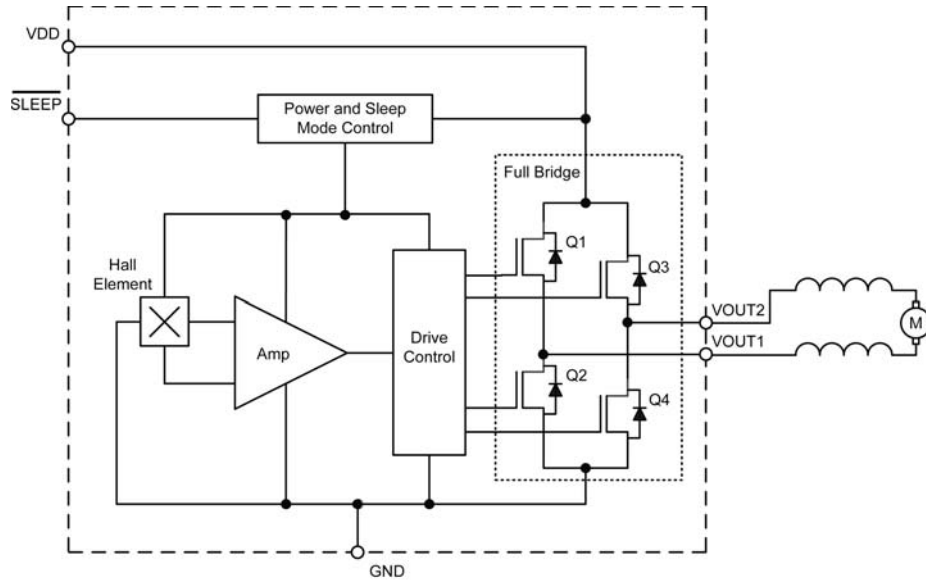 VDD
SLEEP
Power and Sleep
Mode Control
Full Bridge
Q1
Q3
Hall
Element
VOUT2
M
Amp
Drive
Control
VOUT1
Q2
Q4
GND